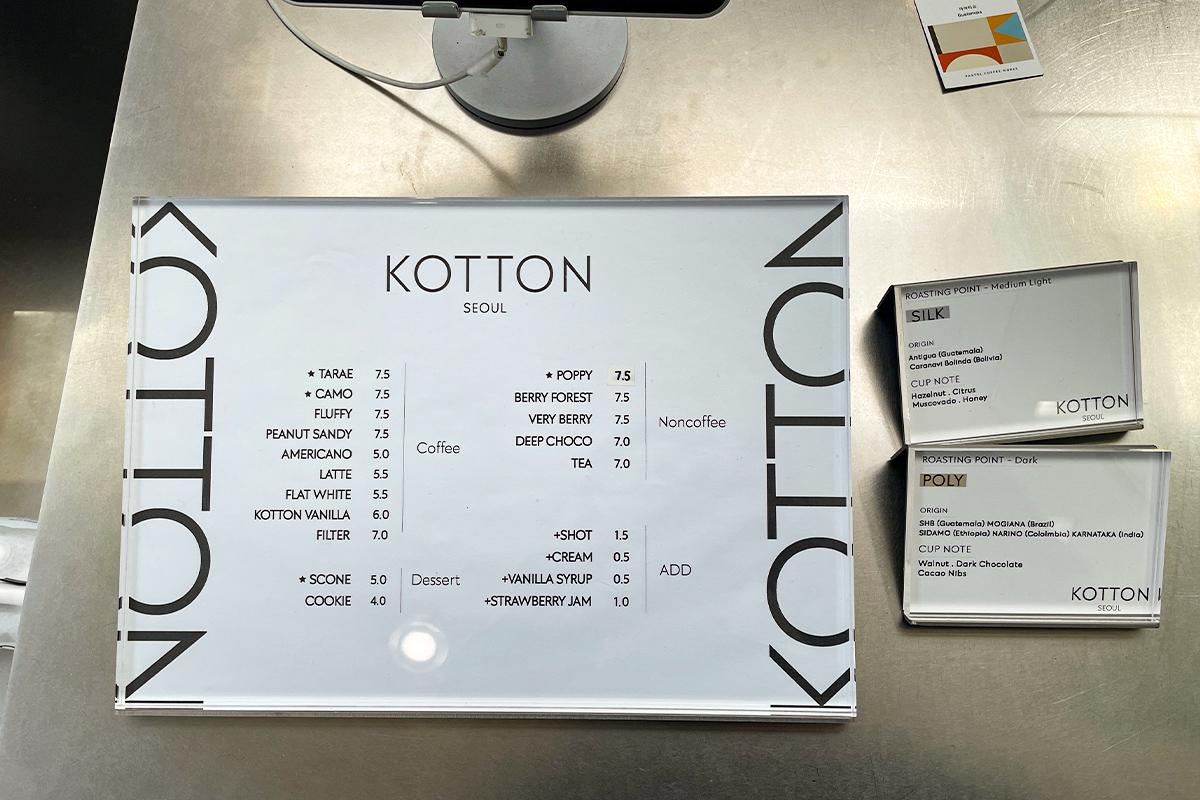 Guatemala
PASTEL COFFEE WORKS
KOTTON
KOTTON
KOTTON
SEOUL
★ TARAE 7.5
★ CAMO 7.5
FLUFFY 7.5
PEANUT SANDY 7.5
AMERICANO 5.0
LATTE 5.5
FLAT WHITE 5.5
KOTTON VANILLA 6.0
FILTER 7.0
Coffee
★ SCONE 5.0
COOKIE 4.0
Dessert
★ POPPY 7.5
BERRY FOREST 7.5
VERY BERRY 7.5
DEEP CHOCO 7.0
TEA 7.0
Noncoffee
+SHOT 1.5
+CREAM 0.5
+VANILLA SYRUP 0.5
+STRAWBERRY JAM 1.0
ADD
ROASTING POINT - Medium Light
SILK
ORIGIN
Antigua (Guatemala)
Caranavi Bolinda (Bolivia)
CUP NOTE
Hazelnut . Citrus
Muscovado . Honey
KOTTON
SEOUL
ROASTING POINT - Dark
POLY
ORIGIN
SHB (Guatemala) MOGIANA (Brazil)
SIDAMO (Ethiopia) NARINO (Cololmbia) KARNATAKA (India)
CUP NOTE
Walnut . Dark Chocolate
Cacao Nibs
KOTTON
SEOUL